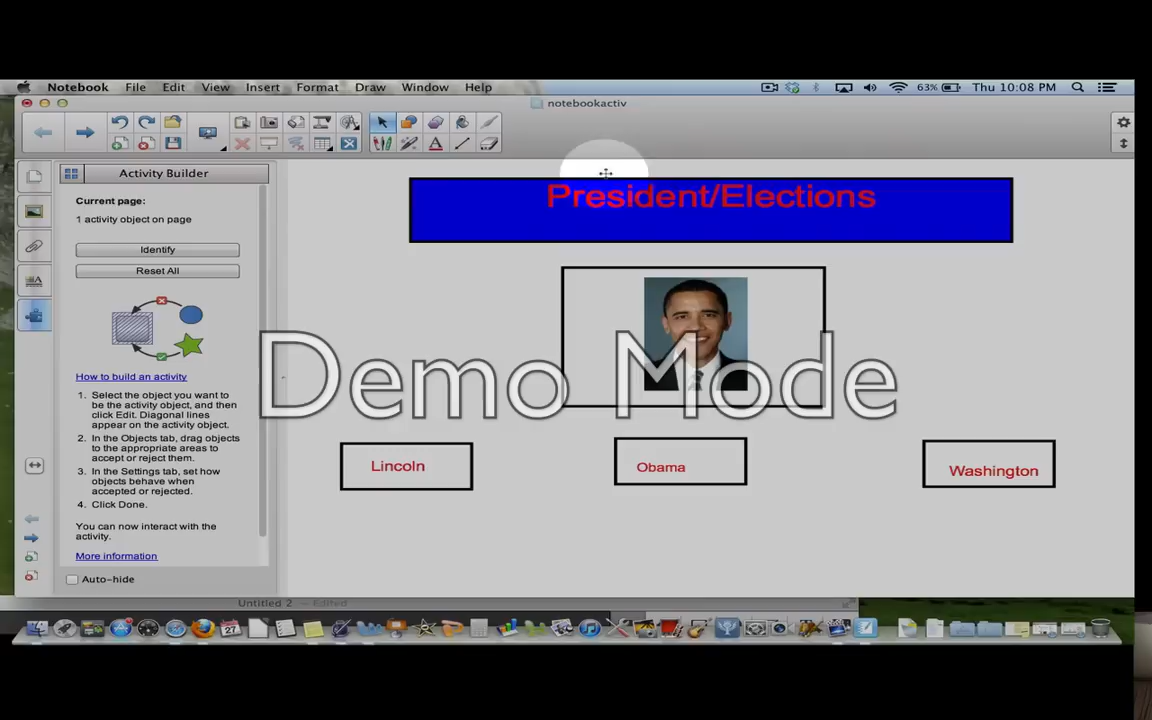 Notebook File Edit View Insert Format Draw Window Help 63% Thu 10:08 PM
notebookactiv
Activity Builder
Current page:
1 activity object on page
Identify
Reset All
How to build an activity
1. Select the object you want to
be the activity object, and then
click Edit. Diagonal lines
appear on the activity object.
2. In the Objects tab, drag objects
to the appropriate areas to
accept or reject them.
3. In the Settings tab, set how
objects behave when
accepted or rejected.
4. Click Done.
You can now interact with the
activity.
More information
Auto-hide
President/Elections
Demo Mode
Lincoln
Obama
Washington
Untitled 2 — Edited